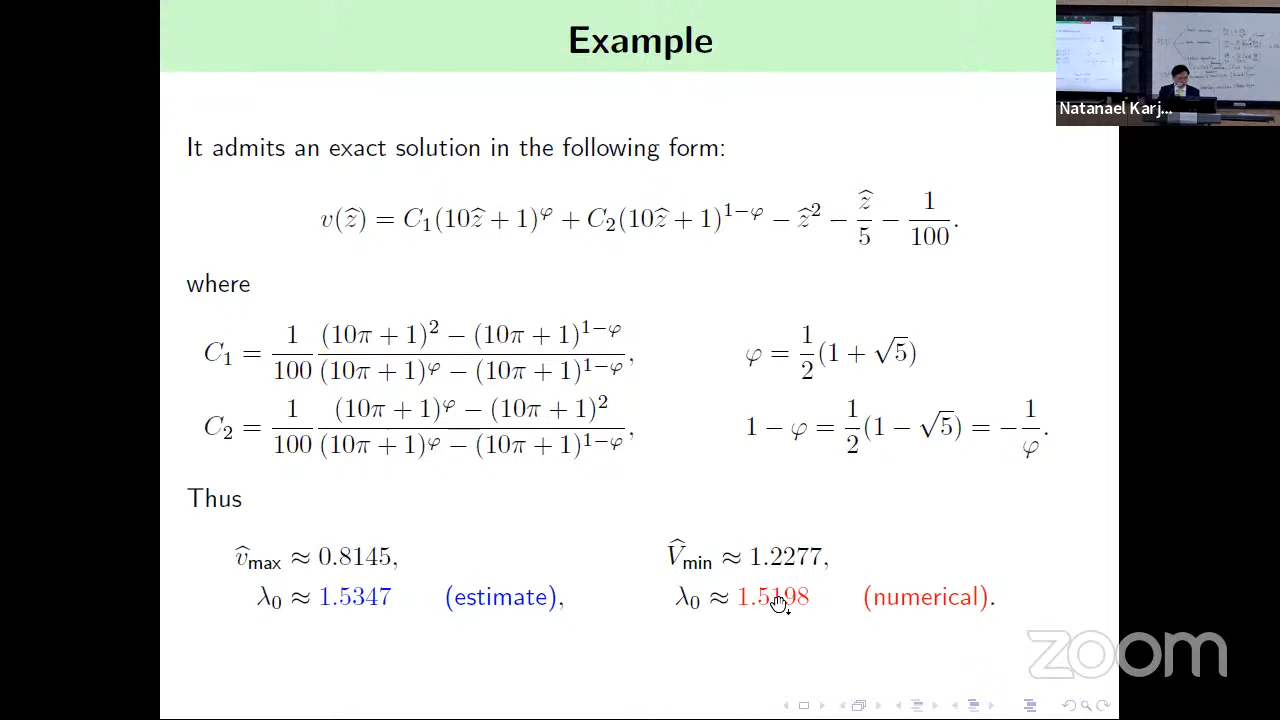 Example
Natanael Karj...
It admits an exact solution in the following form:
v(ẑ) = C₁(10ẑ + 1)^φ + C₂(10ẑ + 1)^{1−φ} − ẑ² − ẑ/5 − 1/100.
where
C₁ = 1/100 ((10π + 1)² − (10π + 1)^{1−φ})/((10π + 1)^φ − (10π + 1)^{1−φ}), φ = 1/2(1 + √5)
C₂ = 1/100 ((10π + 1)^φ − (10π + 1)²)/((10π + 1)^φ − (10π + 1)^{1−φ}), 1 − φ = 1/2(1 − √5) = −1/φ.
Thus
v̂max ≈ 0.8145, V̂min ≈ 1.2277,
λ₀ ≈ 1.5347 (estimate), λ₀ ≈ 1.5198 (numerical).
zoom